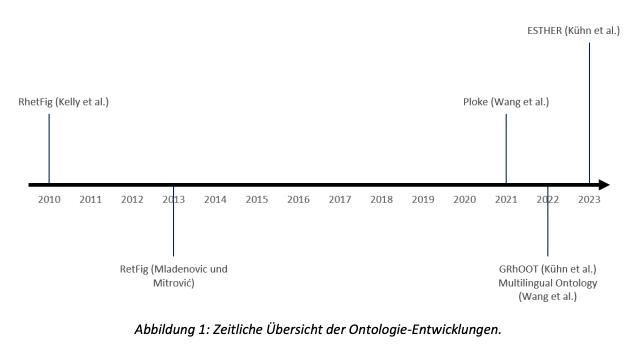 ESTHER (Kühn et al.)
RhetFig (Kelly et al.)
Ploke (Wang et al.)
2010 2011 2012 2013 2014 2015 2016 2017 2018 2019 2020 2021 2022 2023
RetFig (Mladenovic und
Mitrović)
GRhOOT (Kühn et al.)
Multilingual Ontology
(Wang et al.)
Abbildung 1: Zeitliche Übersicht der Ontologie-Entwicklungen.